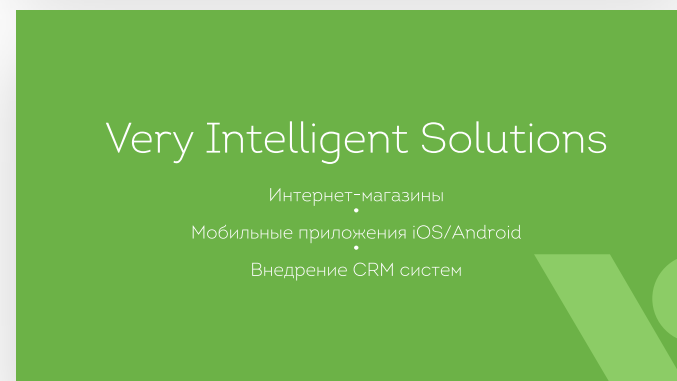 Very Intelligent Solutions
Интернет-магазины
•
Мобильные приложения iOS/Android
•
Внедрение CRM систем